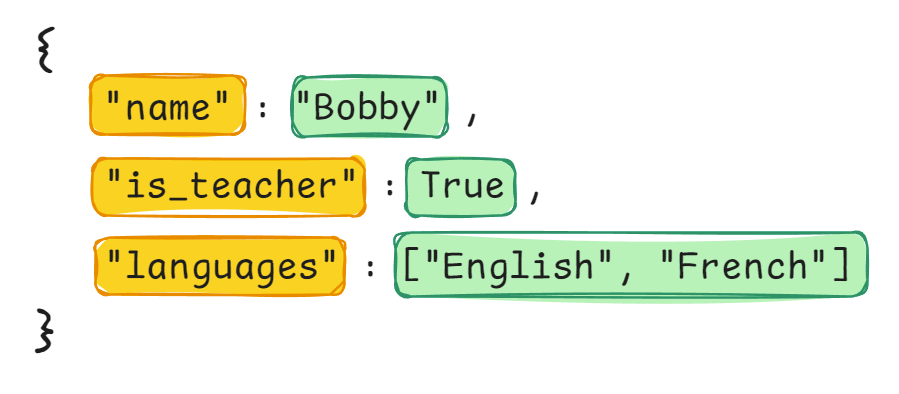 {
"name" : "Bobby" ,
"is_teacher" : True ,
"languages" : ["English", "French"]
}